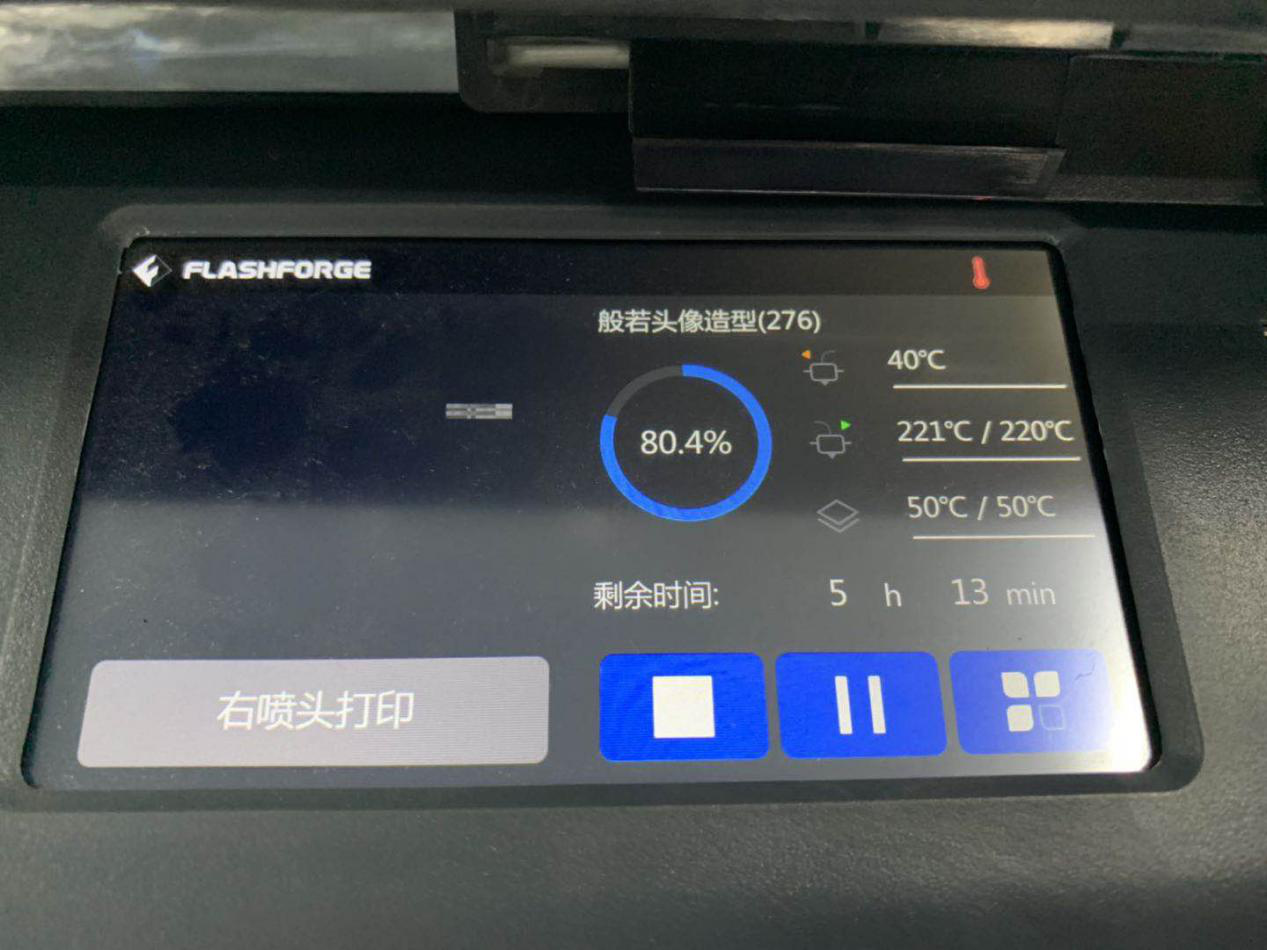 FLASHFORGE
般若头像造型(276)
40℃
80.4%
221℃ / 220℃
50℃ / 50℃
剩余时间: 5 h 13 min
右喷头打印